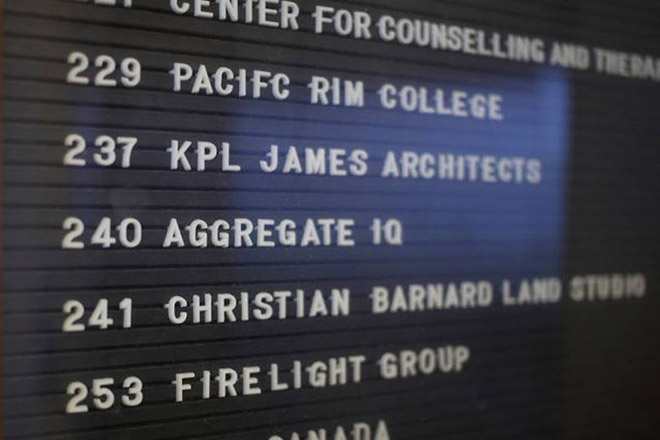 CENTER FOR COUNSELLING AND
229 PACIFC RIM COLLEGE
237 KPL JAMES ARCHITECTS
240 AGGREGATE IQ
241 CHRISTIAN BARNARD LAND STUDIO
253 FIRELIGHT GROUP
CANADA